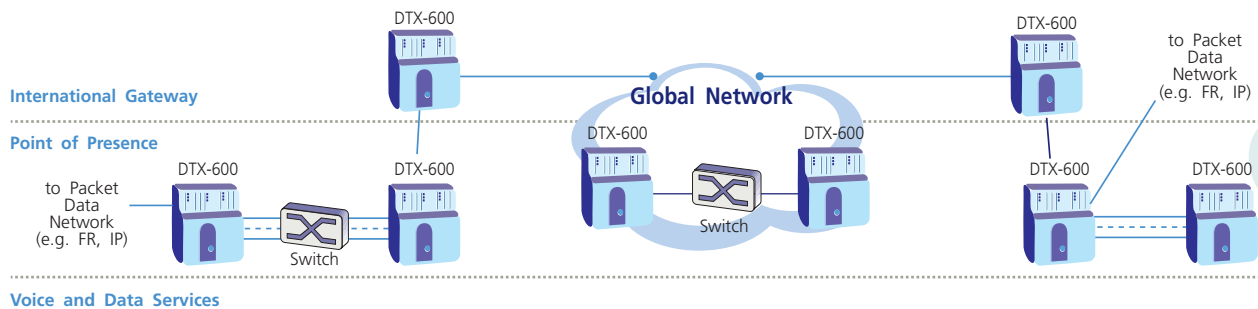 DTX-600
DTX-600
to Packet
Data
Network
(e.g. FR, IP)
International Gateway
Global Network
Point of Presence
DTX-600
DTX-600
DTX-600
DTX-600
DTX-600
DTX-600
to Packet
Data
Network
(e.g. FR, IP)
Switch
Switch
Voice and Data Services